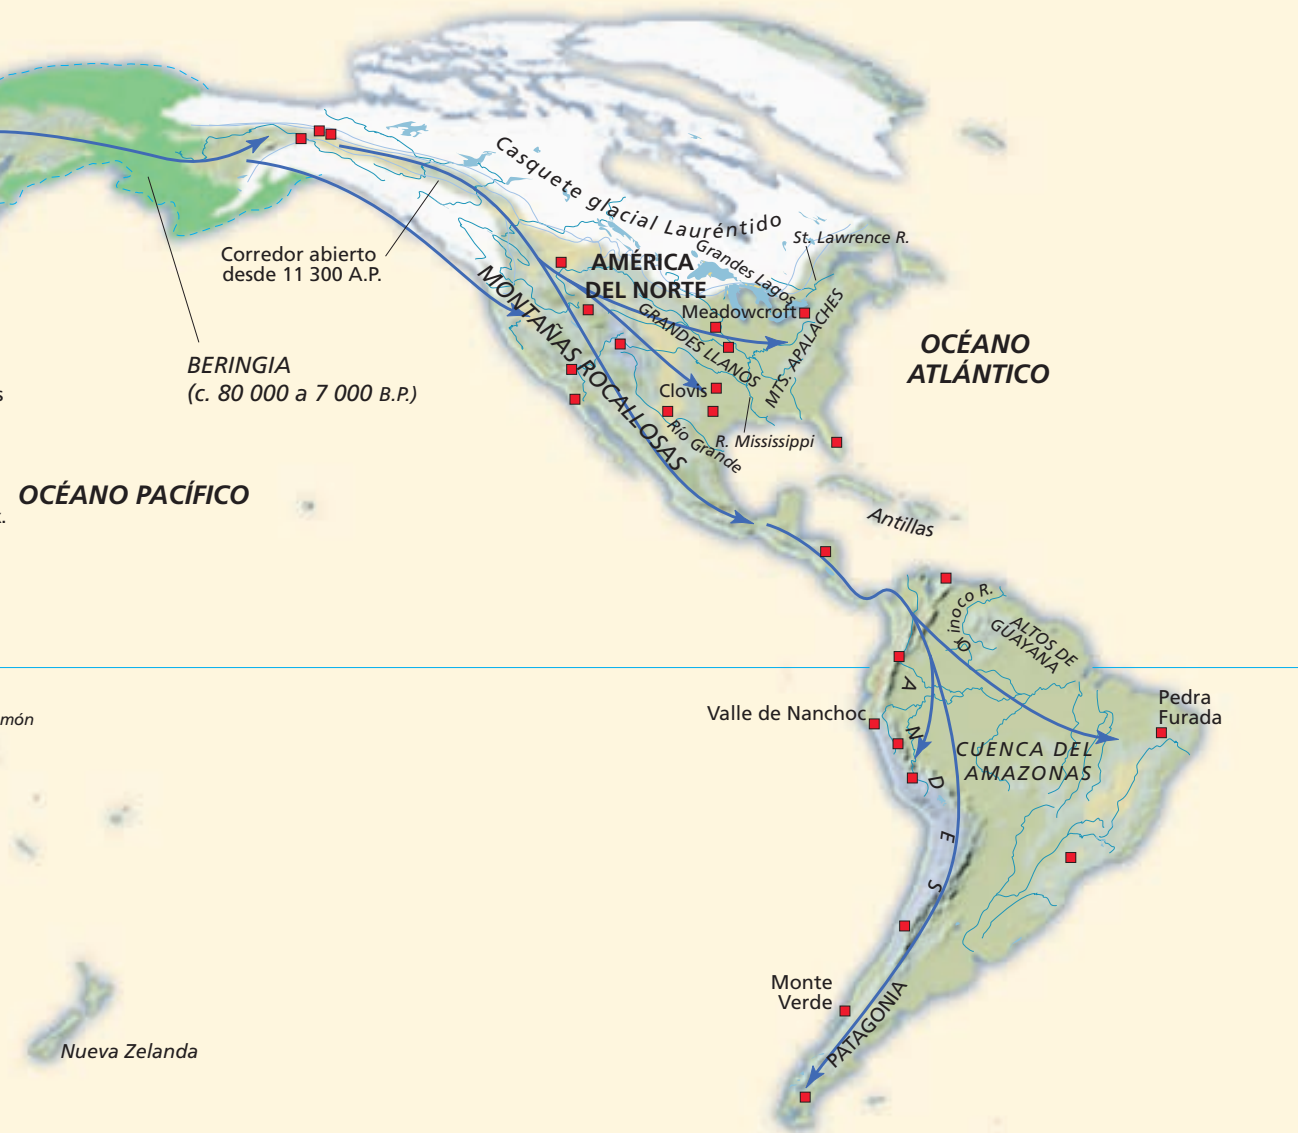 Casquete glacial Lauréntido
St. Lawrence R.
Corredor abierto
desde 11 300 A.P.
Grandes Lagos
AMÉRICA
DEL NORTE
MONTAÑAS ROCALLOSAS
GRANDES LLANOS
Meadowcroft
MTS. APALACHES
OCÉANO
ATLÁNTICO
BERINGIA
(c. 80 000 a 7 000 B.P.)
s
Clovis
Río Grande
R. Mississippi
OCÉANO PACÍFICO
.
Antillas
Orinoco R.
ALTOS DE
GUAYANA
ANDES
món
Valle de Nanchoc
Pedra
Furada
CUENCA DEL
AMAZONAS
Monte
Verde
PATAGONIA
Nueva Zelanda